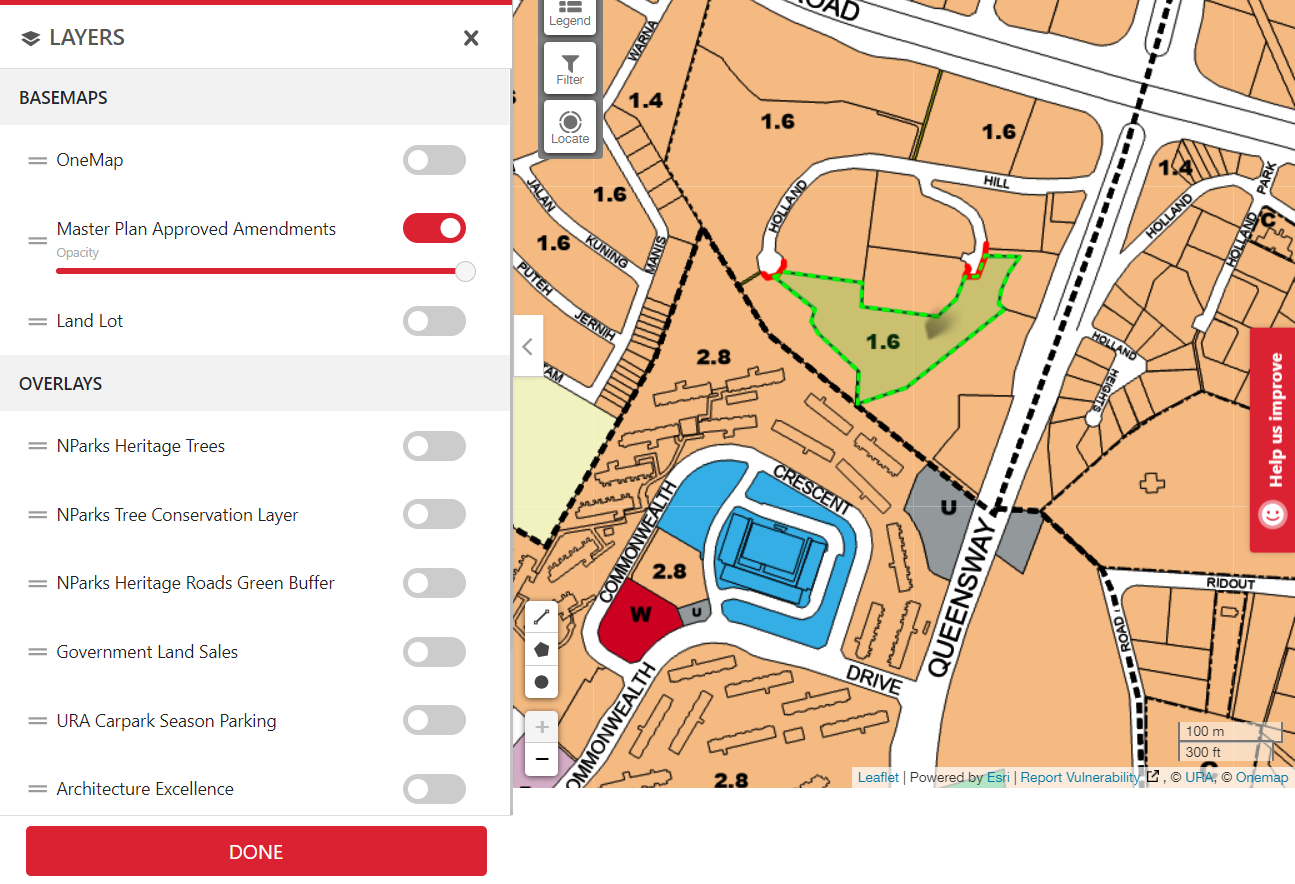 LAYERS
BASEMAPS
OneMap
Master Plan Approved Amendments
Opacity
Land Lot
OVERLAYS
NParks Heritage Trees
NParks Tree Conservation Layer
NParks Heritage Roads Green Buffer
Government Land Sales
URA Carpark Season Parking
Architecture Excellence
DONE
Legend
Filter
Locate
ROAD
WARNA
1.4
1.6
1.6
1.4
1.6
HOLLAND
HILL
JALAN
KUNING
MANIS
1.6
PUTEH
JERNIH
HOLLAND
PARK
HOLLAND
C
1.6
2.8
HOLLAND
HEIGHTS
Help us improve
CRESCENT
COMMONWEALTH
U
2.8
W
U
QUEENSWAY
RIDOUT
ROAD
DRIVE
COMMONWEALTH
2.8
C
100 m
300 ft
+
−
Leaflet | Powered by Esri | Report Vulnerability , © URA, © Onemap